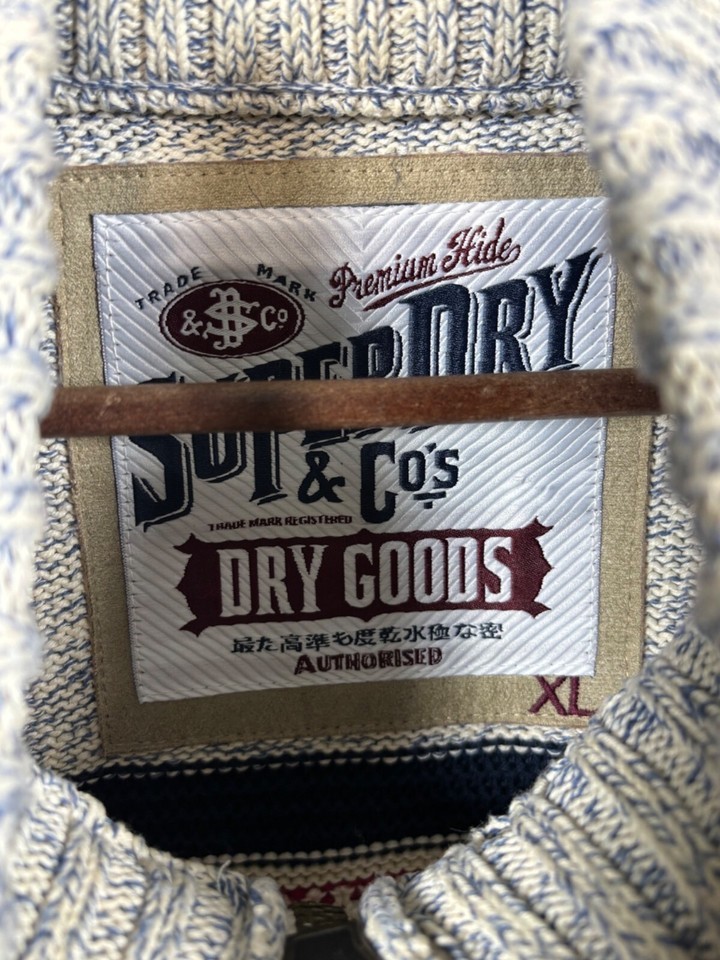 TRADE MARK
& $B Cº
Premium Hide
SUPERDRY
& Co's
TRADE MARK REGISTERED
DRY GOODS
最た高準も度乾水極な密
AUTHORISED
XL